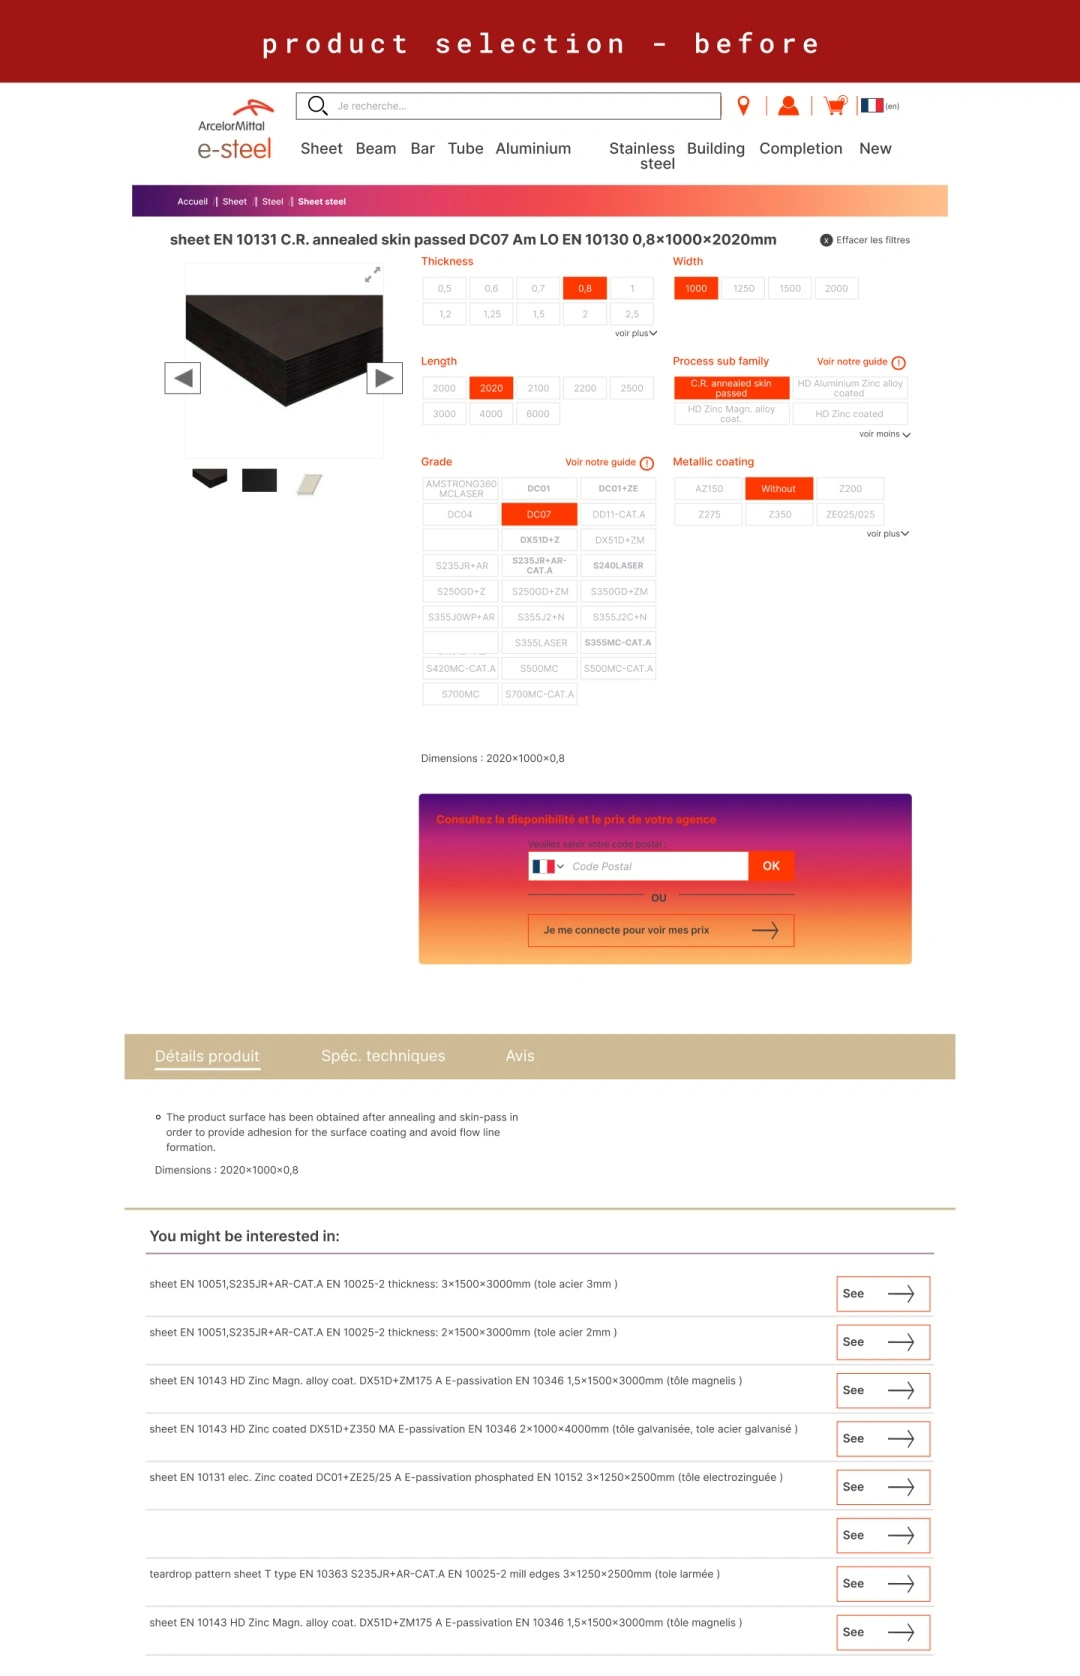 product selection - before
Je recherche...
ArcelorMittal
e-steel
(en)
Sheet Beam Bar Tube Aluminium Stainless steel Building Completion New
Accueil | Sheet | Steel | Sheet steel
sheet EN 10131 C.R. annealed skin passed DC07 Am LO EN 10130 0,8×1000×2020mm
x Effacer les filtres
Thickness
0,5 0,6 0,7 0,8 1
1,2 1,25 1,5 2 2,5
voir plus
Width
1000 1250 1500 2000
Length
2000 2020 2100 2200 2500
3000 4000 6000
Process sub family Voir notre guide !
C.R. annealed skin passed
HD Aluminium Zinc alloy coated
HD Zinc Magn. alloy coat.
HD Zinc coated
voir moins
Grade Voir notre guide !
AMSTRONG360 MCLASER DC01 DC01+ZE
DC04 DC07 DD11-CAT.A
DX51D+Z DX51D+ZM
S235JR+AR S235JR+AR-CAT.A S240LASER
S250GD+Z S250GD+ZM S350GD+ZM
S355J0WP+AR S355J2+N S355J2C+N
S355LASER S355MC-CAT.A
S420MC-CAT.A S500MC S500MC-CAT.A
S700MC S700MC-CAT.A
Metallic coating
AZ150 Without Z200
Z275 Z350 ZE025/025
voir plus
Dimensions : 2020×1000×0,8
Consultez la disponibilité et le prix de votre agence
Veuillez saisir votre code postal :
Code Postal OK
OU
Je me connecte pour voir mes prix
Détails produit Spéc. techniques Avis
The product surface has been obtained after annealing and skin-pass in
order to provide adhesion for the surface coating and avoid flow line
formation.
Dimensions : 2020×1000×0,8
You might be interested in:
sheet EN 10051,S235JR+AR-CAT.A EN 10025-2 thickness: 3×1500×3000mm (tole acier 3mm )
See
sheet EN 10051,S235JR+AR-CAT.A EN 10025-2 thickness: 2×1500×3000mm (tole acier 2mm )
See
sheet EN 10143 HD Zinc Magn. alloy coat. DX51D+ZM175 A E-passivation EN 10346 1,5×1500×3000mm (tôle magnelis )
See
sheet EN 10143 HD Zinc coated DX51D+Z350 MA E-passivation EN 10346 2×1000×4000mm (tôle galvanisée, tole acier galvanisé )
See
sheet EN 10131 elec. Zinc coated DC01+ZE25/25 A E-passivation phosphated EN 10152 3×1250×2500mm (tôle electrozinguée )
See
See
teardrop pattern sheet T type EN 10363 S235JR+AR-CAT.A EN 10025-2 mill edges 3×1250×2500mm (tole larmée )
See
sheet EN 10143 HD Zinc Magn. alloy coat. DX51D+ZM175 A E-passivation EN 10346 1,5×1500×3000mm (tôle magnelis )
See